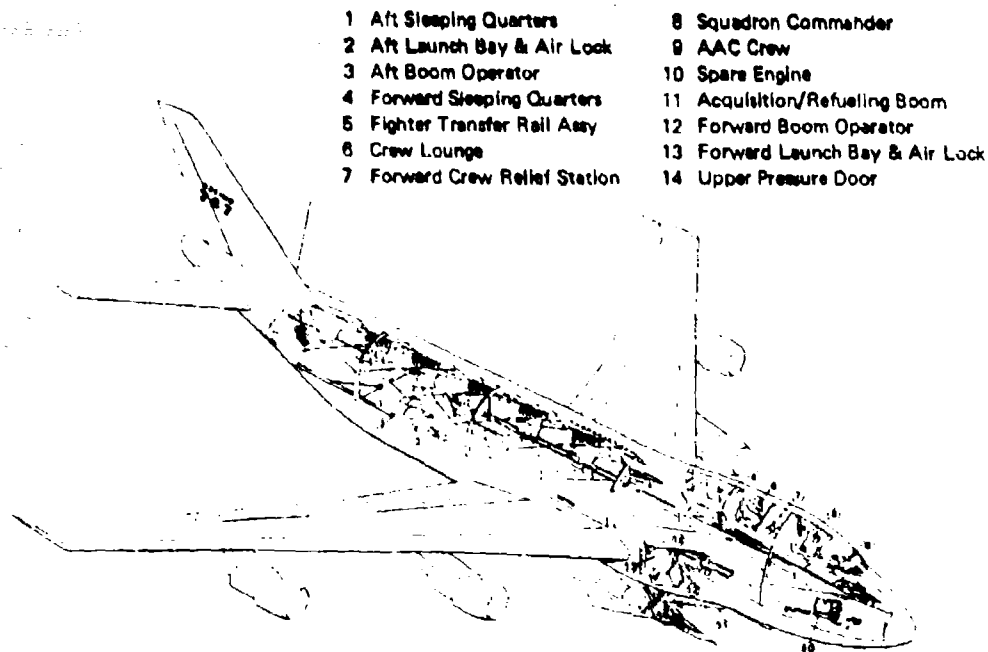 1 Aft Sleeping Quarters
2 Aft Launch Bay & Air Lock
3 Aft Boom Operator
4 Forward Sleeping Quarters
5 Fighter Transfer Rail Assy
6 Crew Lounge
7 Forward Crew Relief Station
8 Squadron Commander
9 AAC Crew
10 Spare Engine
11 Acquisition/Refueling Boom
12 Forward Boom Operator
13 Forward Launch Bay & Air Lock
14 Upper Pressure Door
10